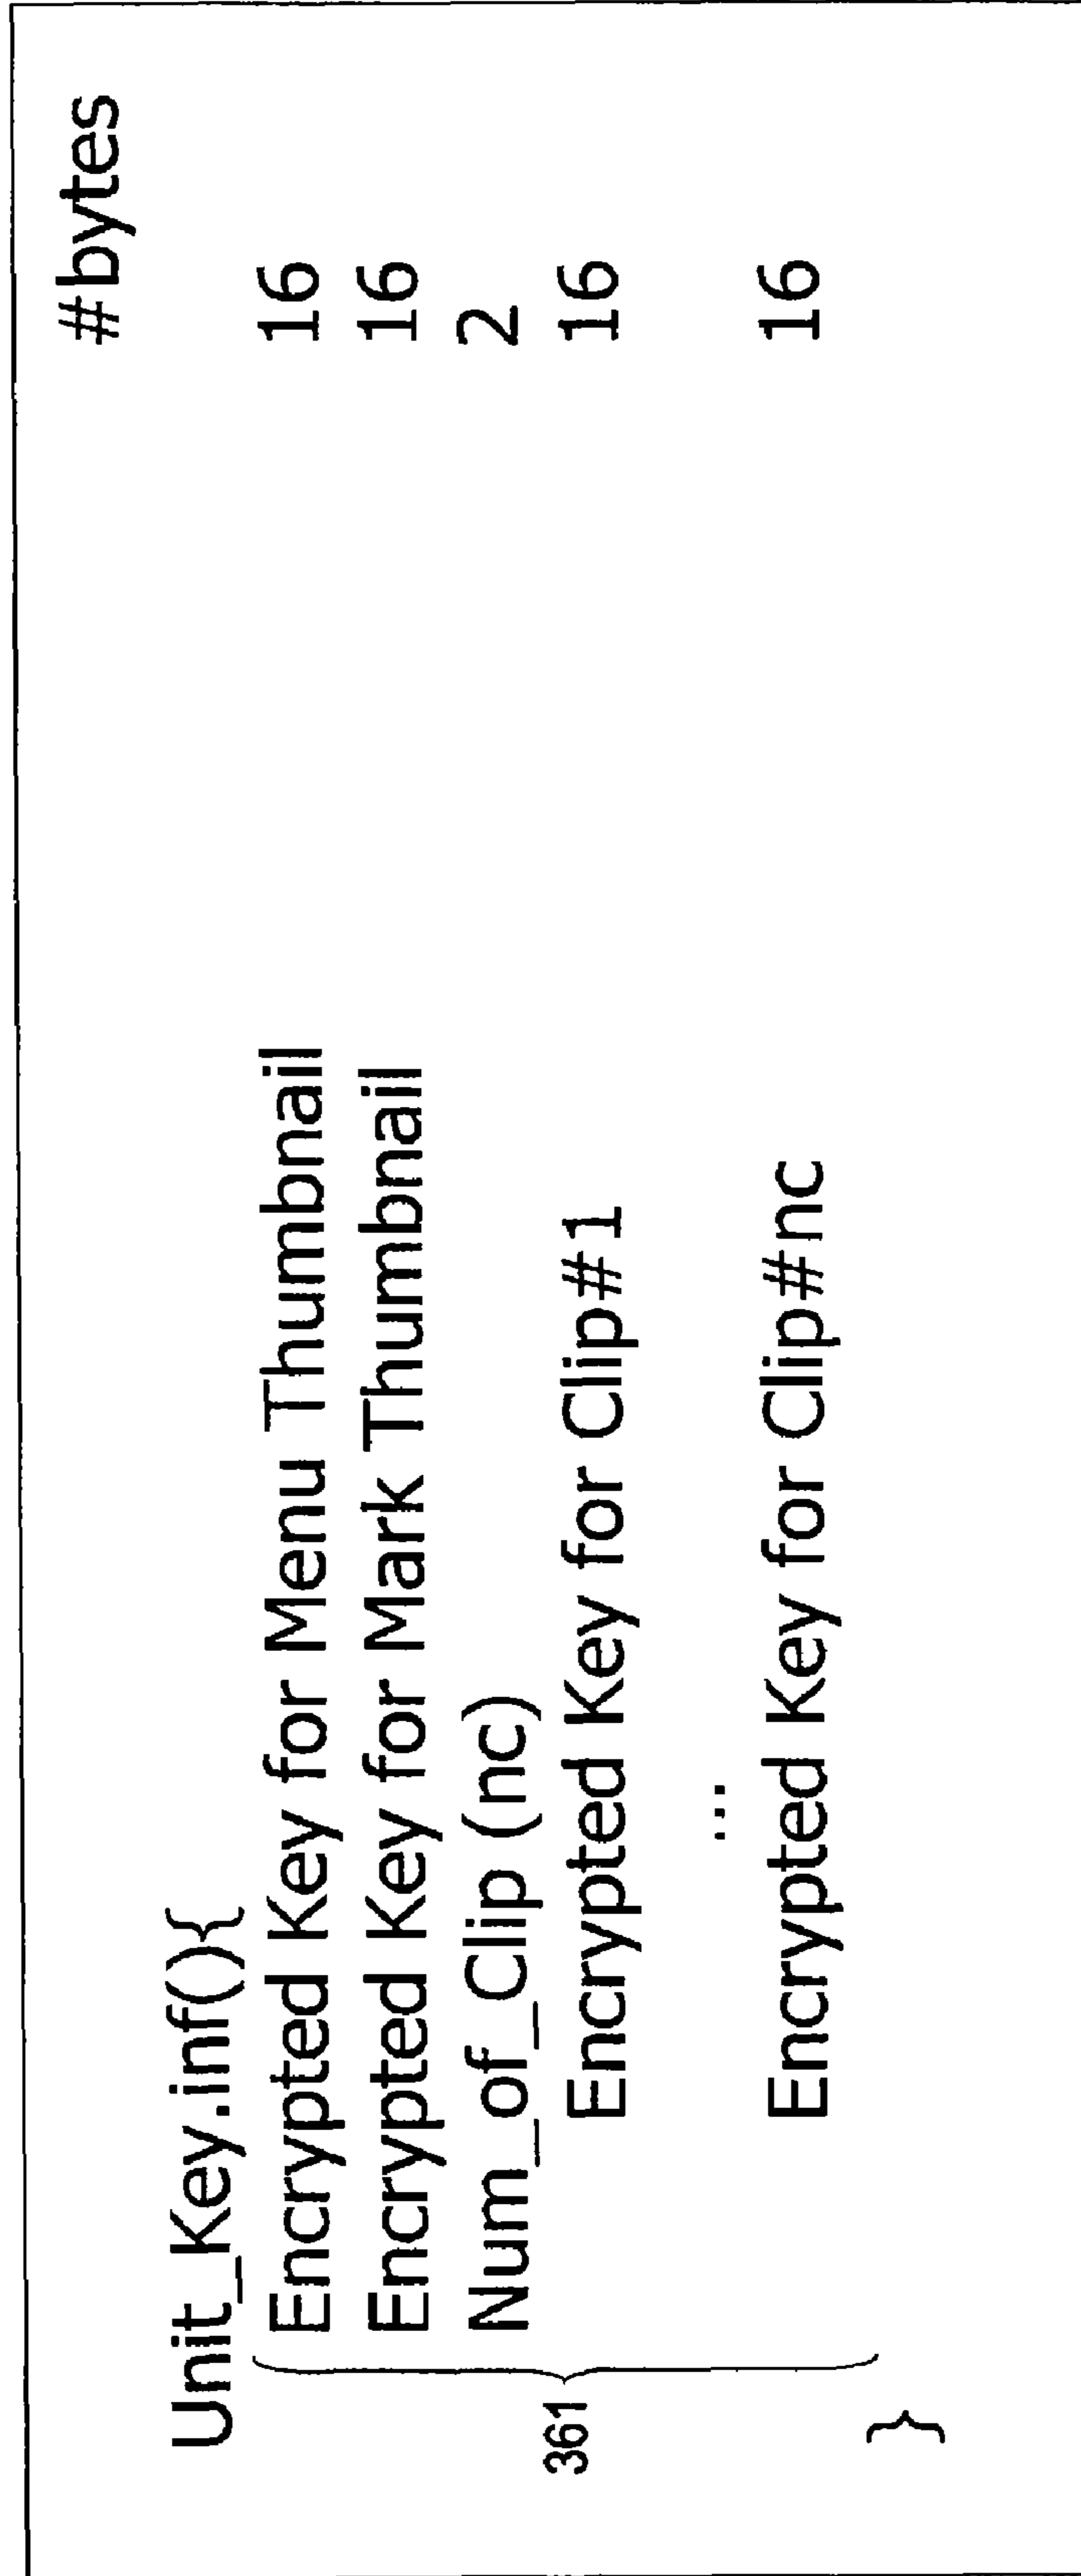 #bytes
Unit_Key.inf(){
Encrypted Key for Menu Thumbnail 16
Encrypted Key for Mark Thumbnail 16
Num_of_Clip (nc) 2
Encrypted Key for Clip#1 16
...
Encrypted Key for Clip#nc 16
}
361